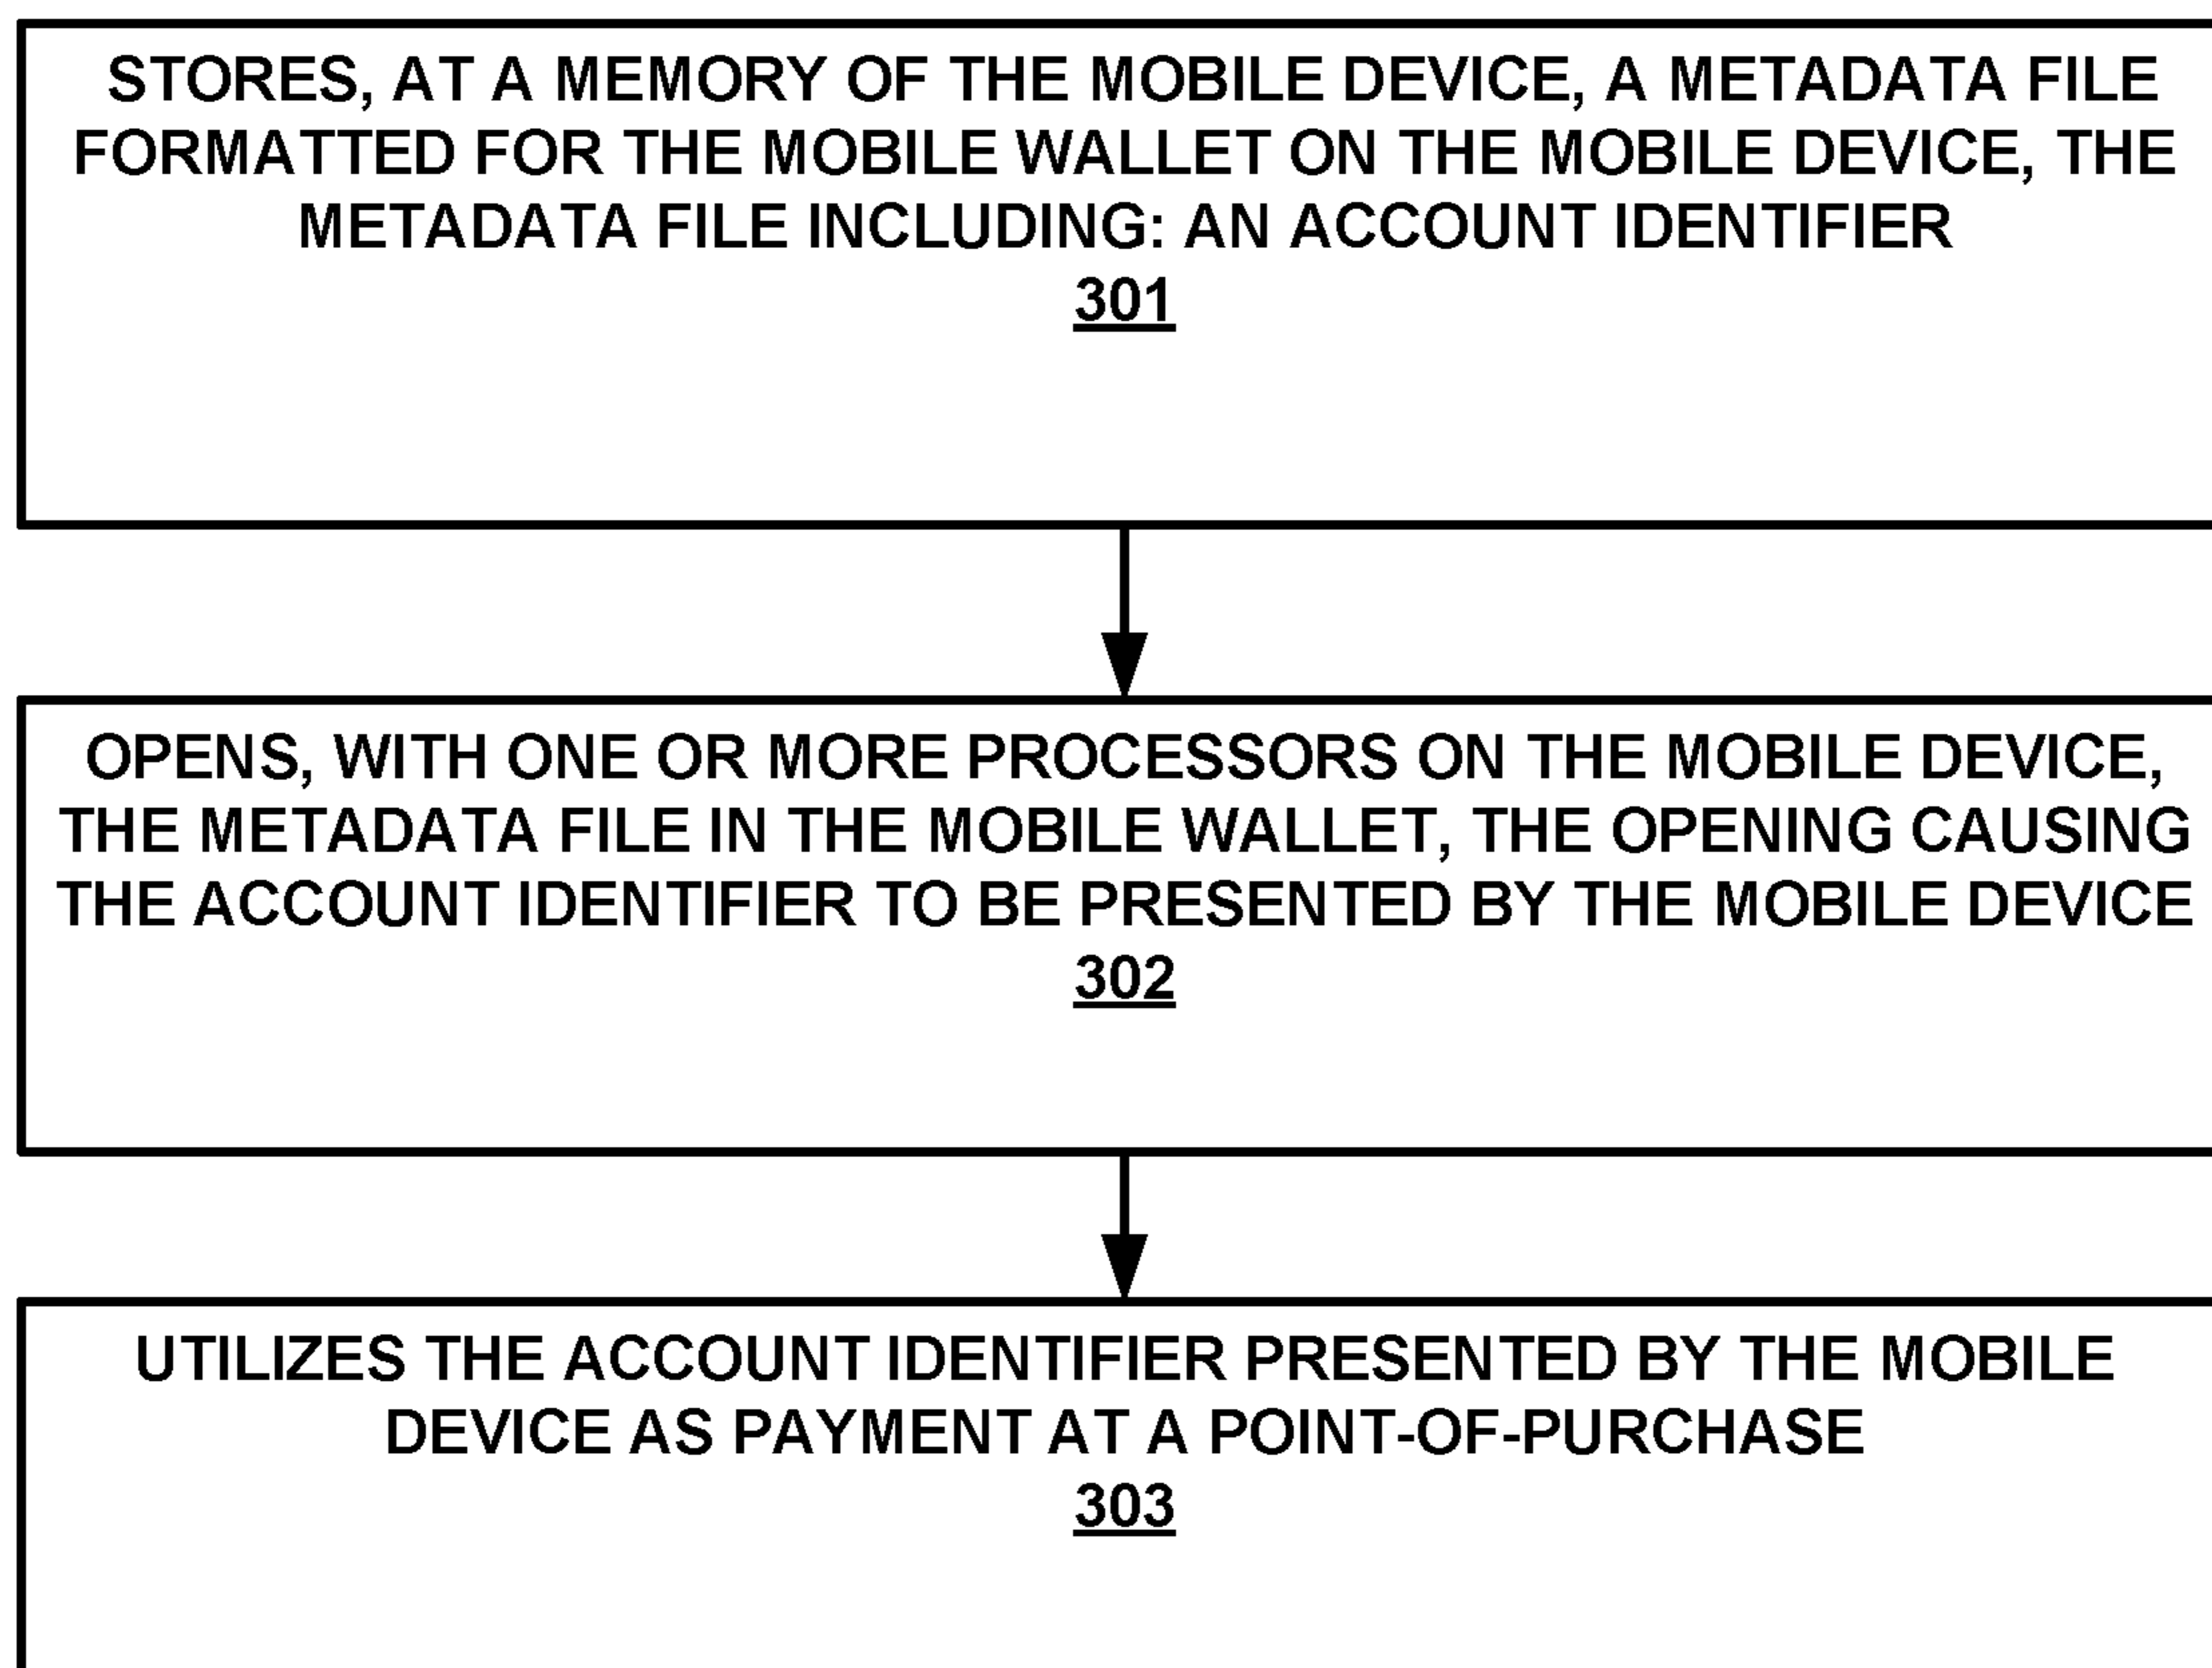 STORES, AT A MEMORY OF THE MOBILE DEVICE, A METADATA FILE
FORMATTED FOR THE MOBILE WALLET ON THE MOBILE DEVICE, THE
METADATA FILE INCLUDING: AN ACCOUNT IDENTIFIER
301
OPENS, WITH ONE OR MORE PROCESSORS ON THE MOBILE DEVICE,
THE METADATA FILE IN THE MOBILE WALLET, THE OPENING CAUSING
THE ACCOUNT IDENTIFIER TO BE PRESENTED BY THE MOBILE DEVICE
302
UTILIZES THE ACCOUNT IDENTIFIER PRESENTED BY THE MOBILE
DEVICE AS PAYMENT AT A POINT-OF-PURCHASE
303